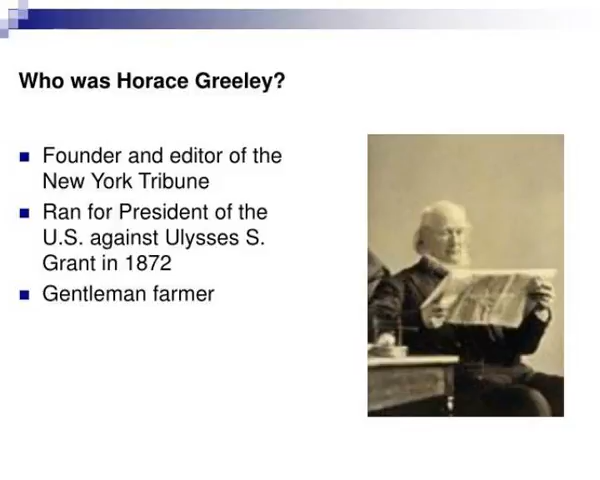 Who was Horace Greeley?
Founder and editor of the
New York Tribune
Ran for President of the
U.S. against Ulysses S.
Grant in 1872
Gentleman farmer